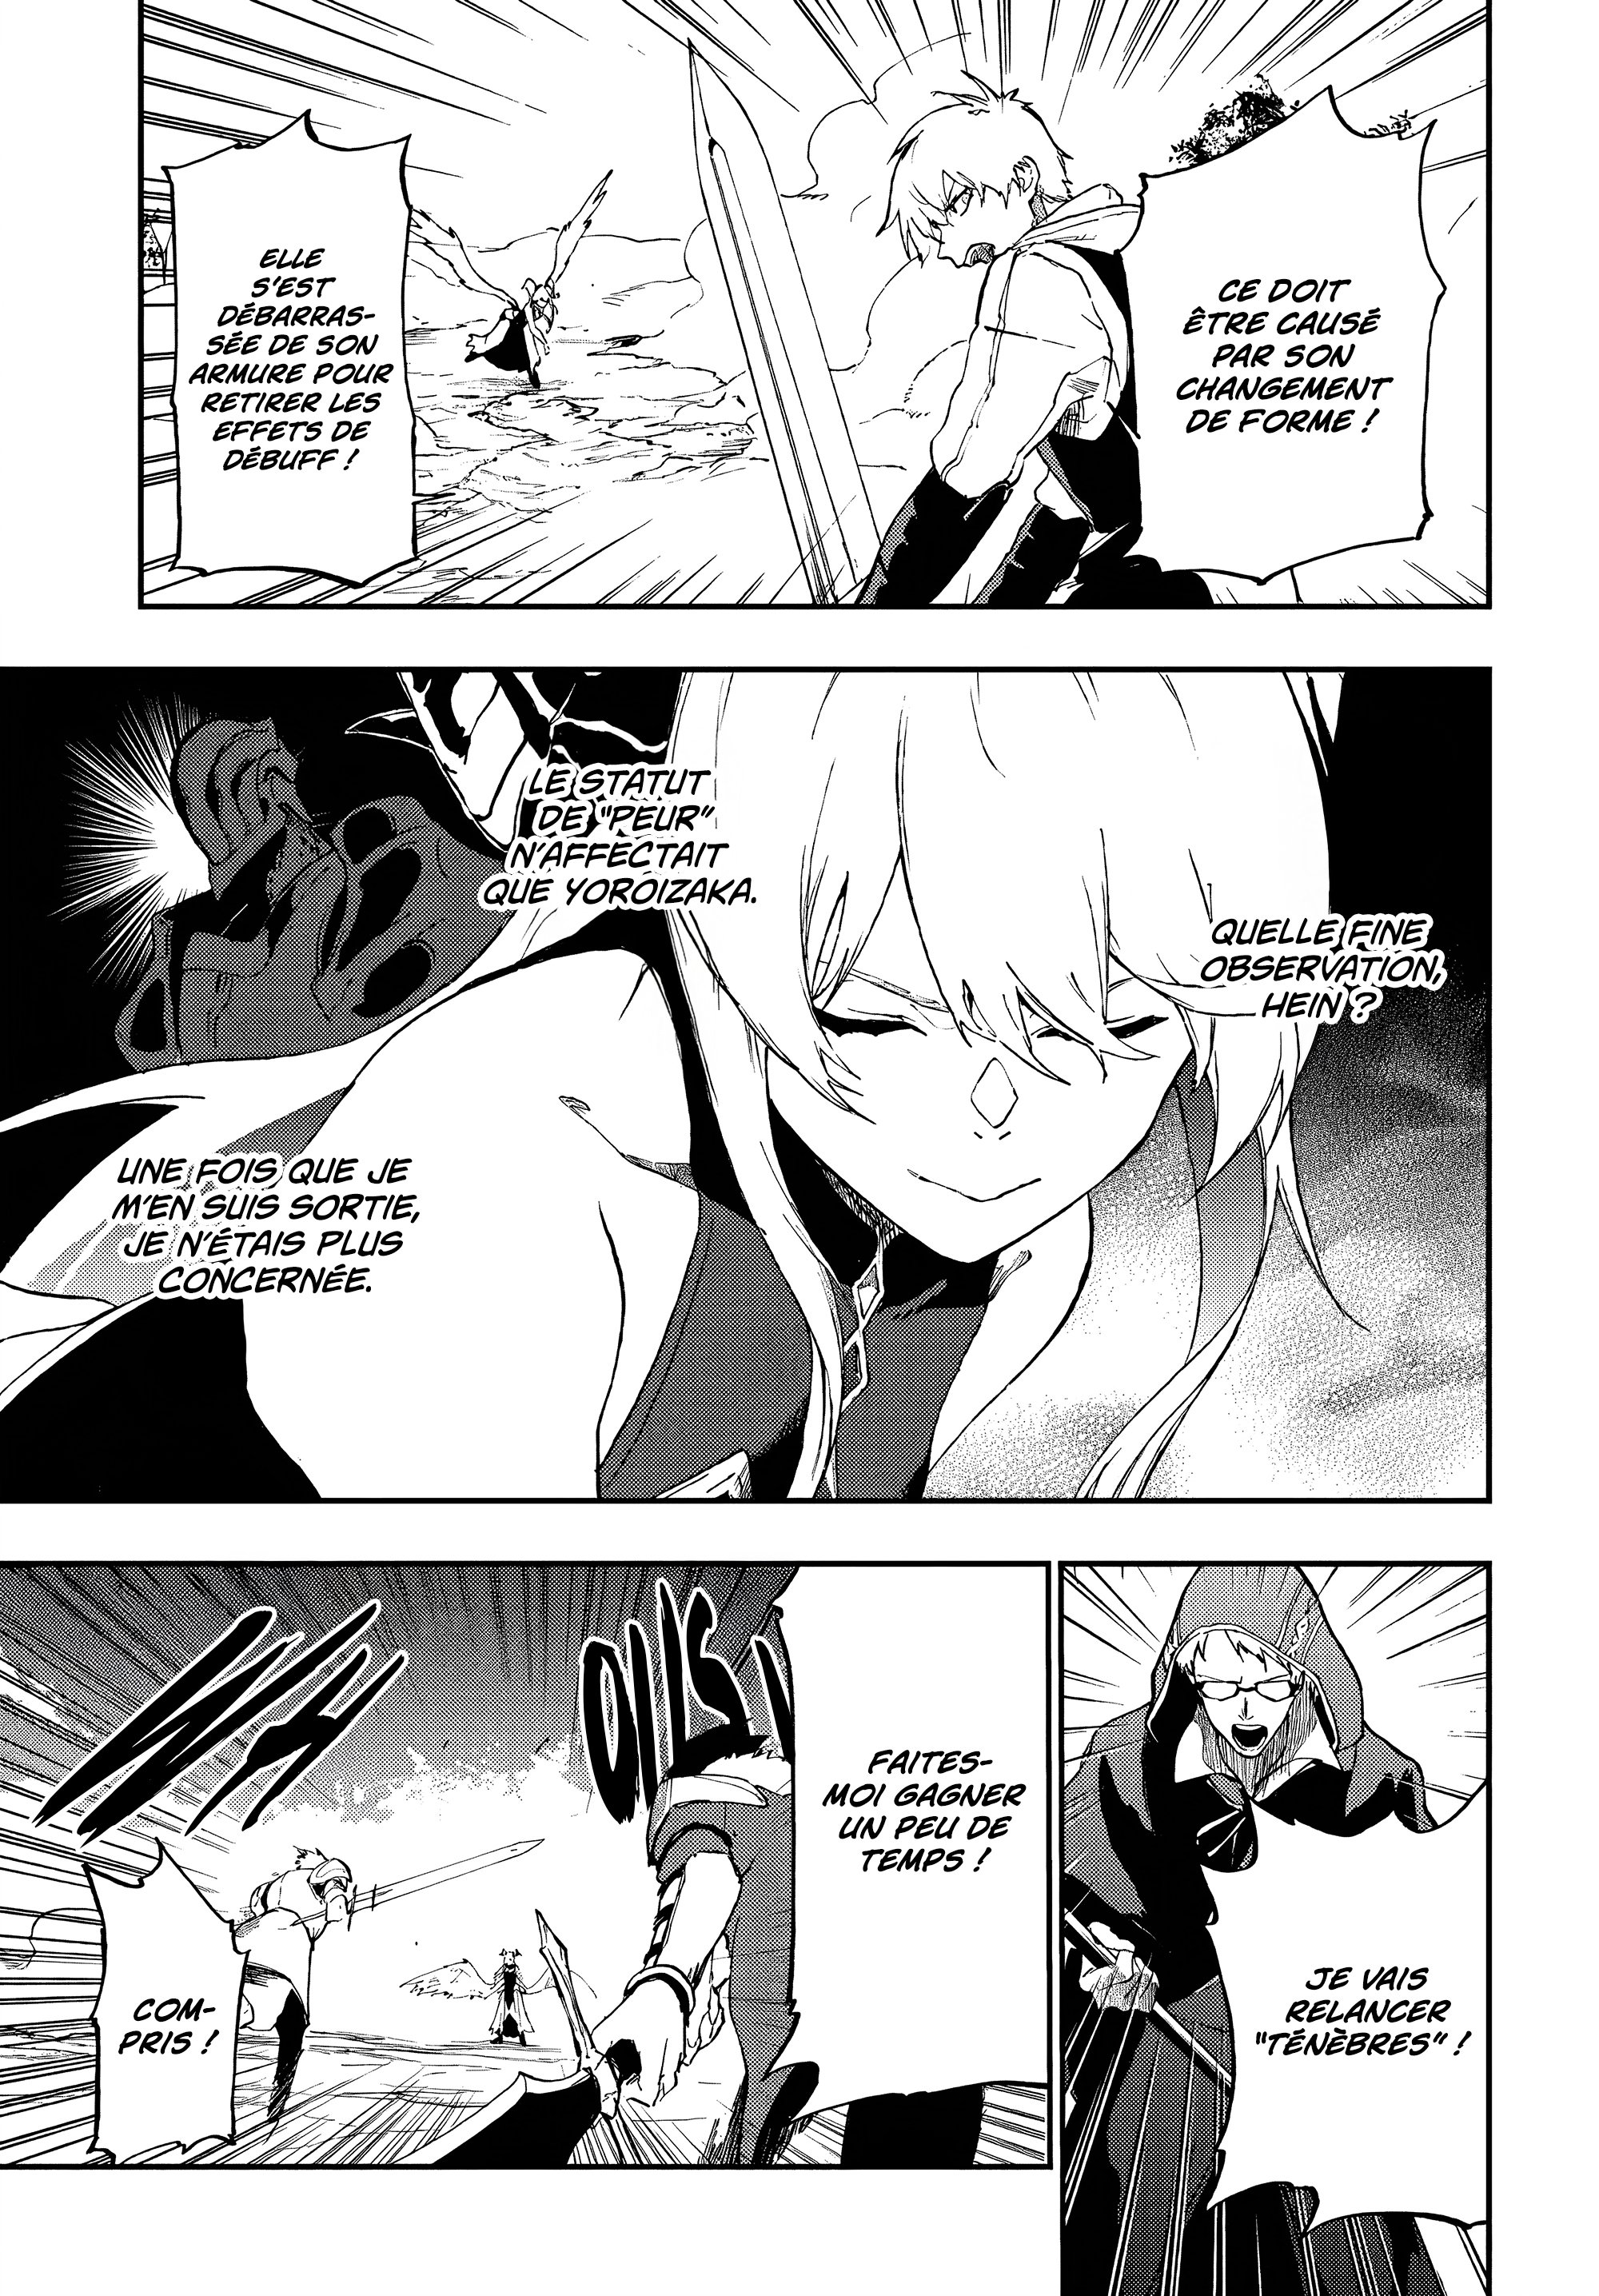 CE DOIT
ÊTRE CAUSÉ
PAR SON
CHANGEMENT
DE FORME !
ELLE
S'EST
DÉBARRAS-
SÉE DE SON
ARMURE POUR
RETIRER LES
EFFETS DE
DÉBUFF !
QUELLE FINE
OBSERVATION,
HEIN ?
LE STATUT
DE "PEUR"
N'AFFECTAIT
QUE YOROIZAKA.
UNE FOIS QUE JE
M'EN SUIS SORTIE,
JE N'ÉTAIS PLUS
CONCERNÉE.
JE VAIS
RELANCER
"TÉNÈBRES" !
FAITES-
MOI GAGNER
UN PEU DE
TEMPS !
COM-
PRIS !